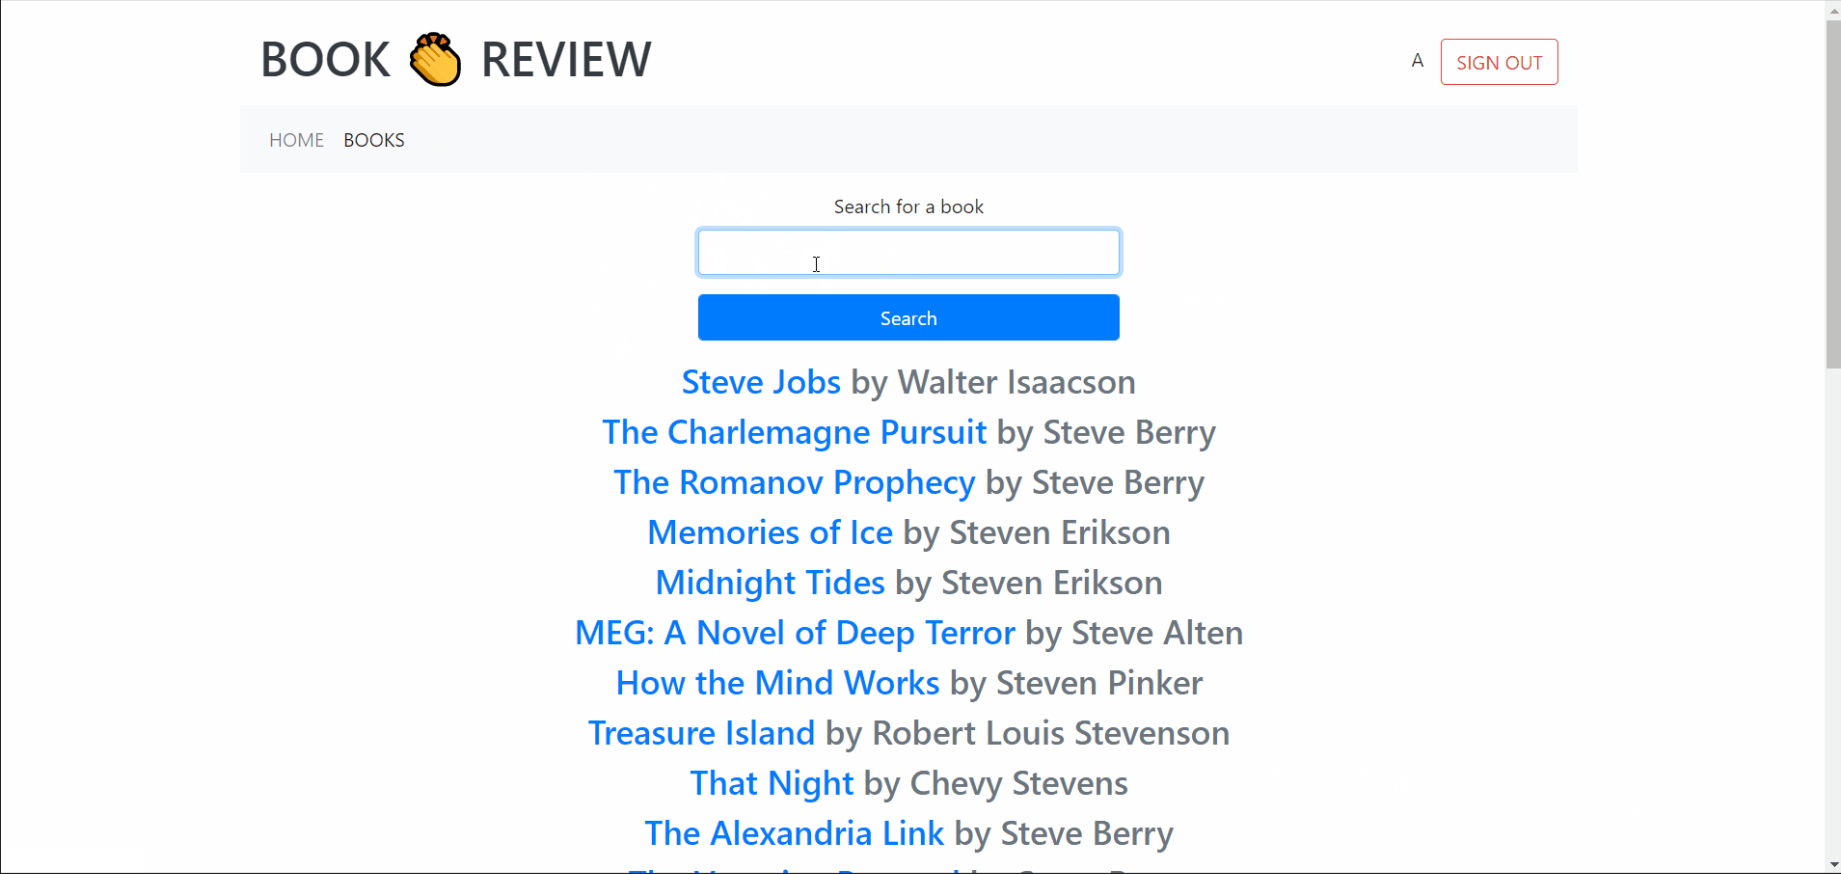 BOOK 👏 REVIEW
A
SIGN OUT
HOME BOOKS
Search for a book
Search
Steve Jobs by Walter Isaacson
The Charlemagne Pursuit by Steve Berry
The Romanov Prophecy by Steve Berry
Memories of Ice by Steven Erikson
Midnight Tides by Steven Erikson
MEG: A Novel of Deep Terror by Steve Alten
How the Mind Works by Steven Pinker
Treasure Island by Robert Louis Stevenson
That Night by Chevy Stevens
The Alexandria Link by Steve Berry